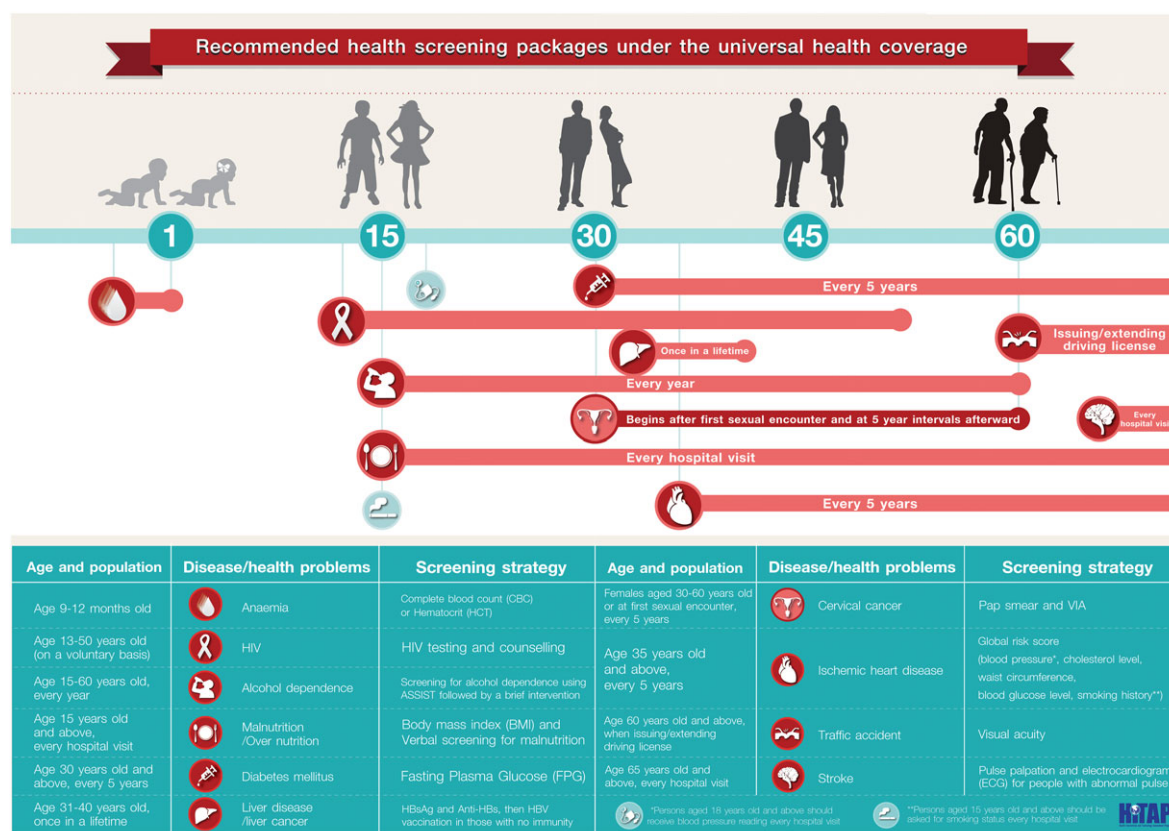 Recommended health screening packages under the universal health coverage
1
15
30
45
60
Every 5 years
Issuing/extending
driving license
Once in a lifetime
Every year
Begins after first sexual encounter and at 5 year intervals afterward
Every
hospital visit
Every hospital visit
Every 5 years
Age and population
Disease/health problems
Screening strategy
Age 9-12 months old
Anaemia
Complete blood count (CBC)
or Hematocrit (HCT)
Age 13-50 years old
(on a voluntary basis)
HIV
HIV testing and counselling
Age 15-60 years old,
every year
Alcohol dependence
Screening for alcohol dependence using
ASSIST followed by a brief intervention
Age 15 years old
and above,
every hospital visit
Malnutrition
/Over nutrition
Body mass index (BMI) and
Verbal screening for malnutrition
Age 30 years old and
above, every 5 years
Diabetes mellitus
Fasting Plasma Glucose (FPG)
Age 31-40 years old,
once in a lifetime
Liver disease
/liver cancer
HBsAg and Anti-HBs, then HBV
vaccination in those with no immunity
Age and population
Disease/health problems
Screening strategy
Females aged 30-60 years old
or at first sexual encounter,
every 5 years
Cervical cancer
Pap smear and VIA
Age 35 years old
and above,
every 5 years
Ischemic heart disease
Global risk score
(blood pressure*, cholesterol level,
waist circumference,
blood glucose level, smoking history**)
Age 60 years old and above,
when issuing/extending
driving license
Traffic accident
Visual acuity
Age 65 years old and
above, every hospital visit
Stroke
Pulse palpation and electrocardiogram
(ECG) for people with abnormal pulse
*Persons aged 18 years old and above should
receive blood pressure reading every hospital visit
**Persons aged 15 years old and above should be
asked for smoking status every hospital visit
HITAP